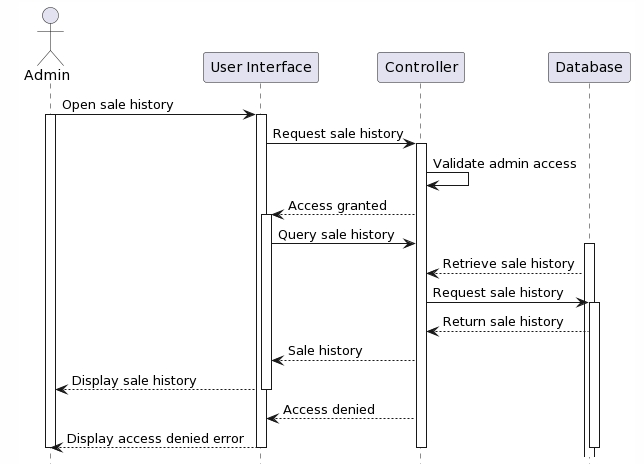 Admin
User Interface
Controller
Database
Open sale history
Request sale history
Validate admin access
Access granted
Query sale history
Retrieve sale history
Request sale history
Return sale history
Sale history
Display sale history
Access denied
Display access denied error